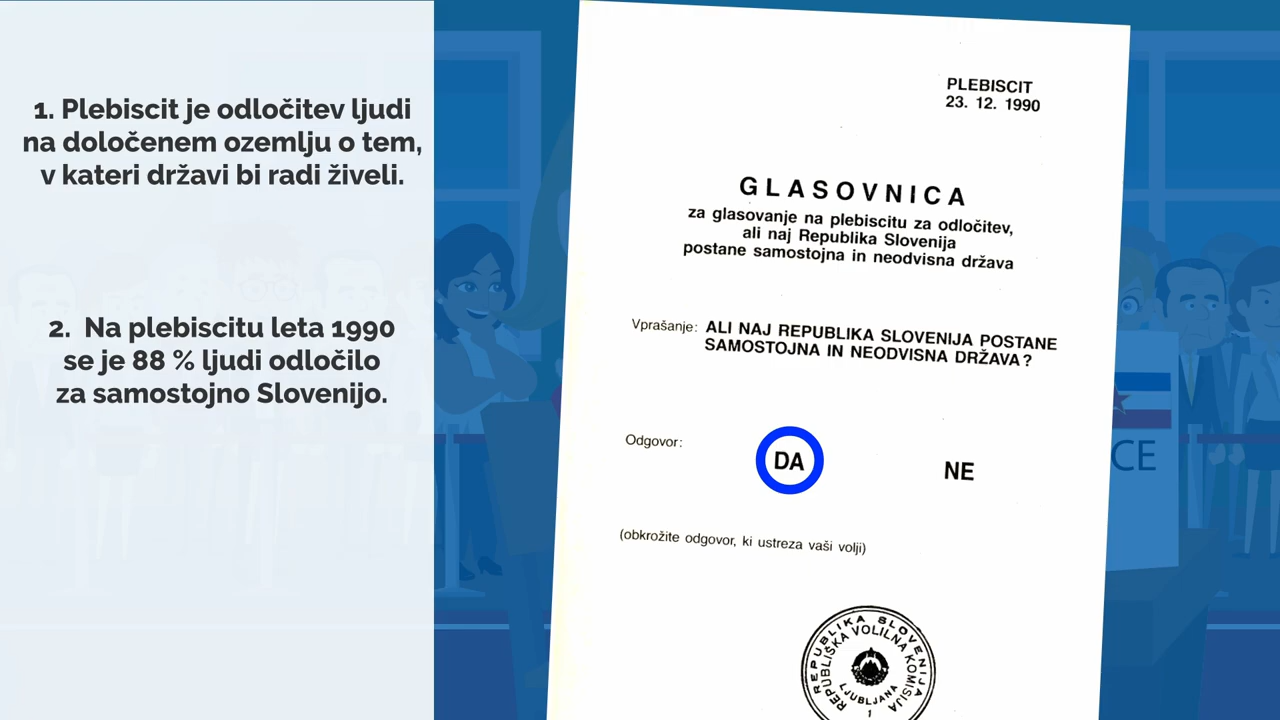 1. Plebiscit je odločitev ljudi
na določenem ozemlju o tem,
v kateri državi bi radi živeli.
2. Na plebiscitu leta 1990
se je 88 % ljudi odločilo
za samostojno Slovenijo.
PLEBISCIT
23. 12. 1990
GLASOVNICA
za glasovanje na plebiscitu za odločitev,
ali naj Republika Slovenija
postane samostojna in neodvisna država
Vprašanje: ALI NAJ REPUBLIKA SLOVENIJA POSTANE
SAMOSTOJNA IN NEODVISNA DRŽAVA?
Odgovor:
DA NE
(obkrožite odgovor, ki ustreza vaši volji)
REPUBLIKA SLOVENIJA
REPUBLIŠKA VOLILNA KOMISIJA
LJUBLJANA
1